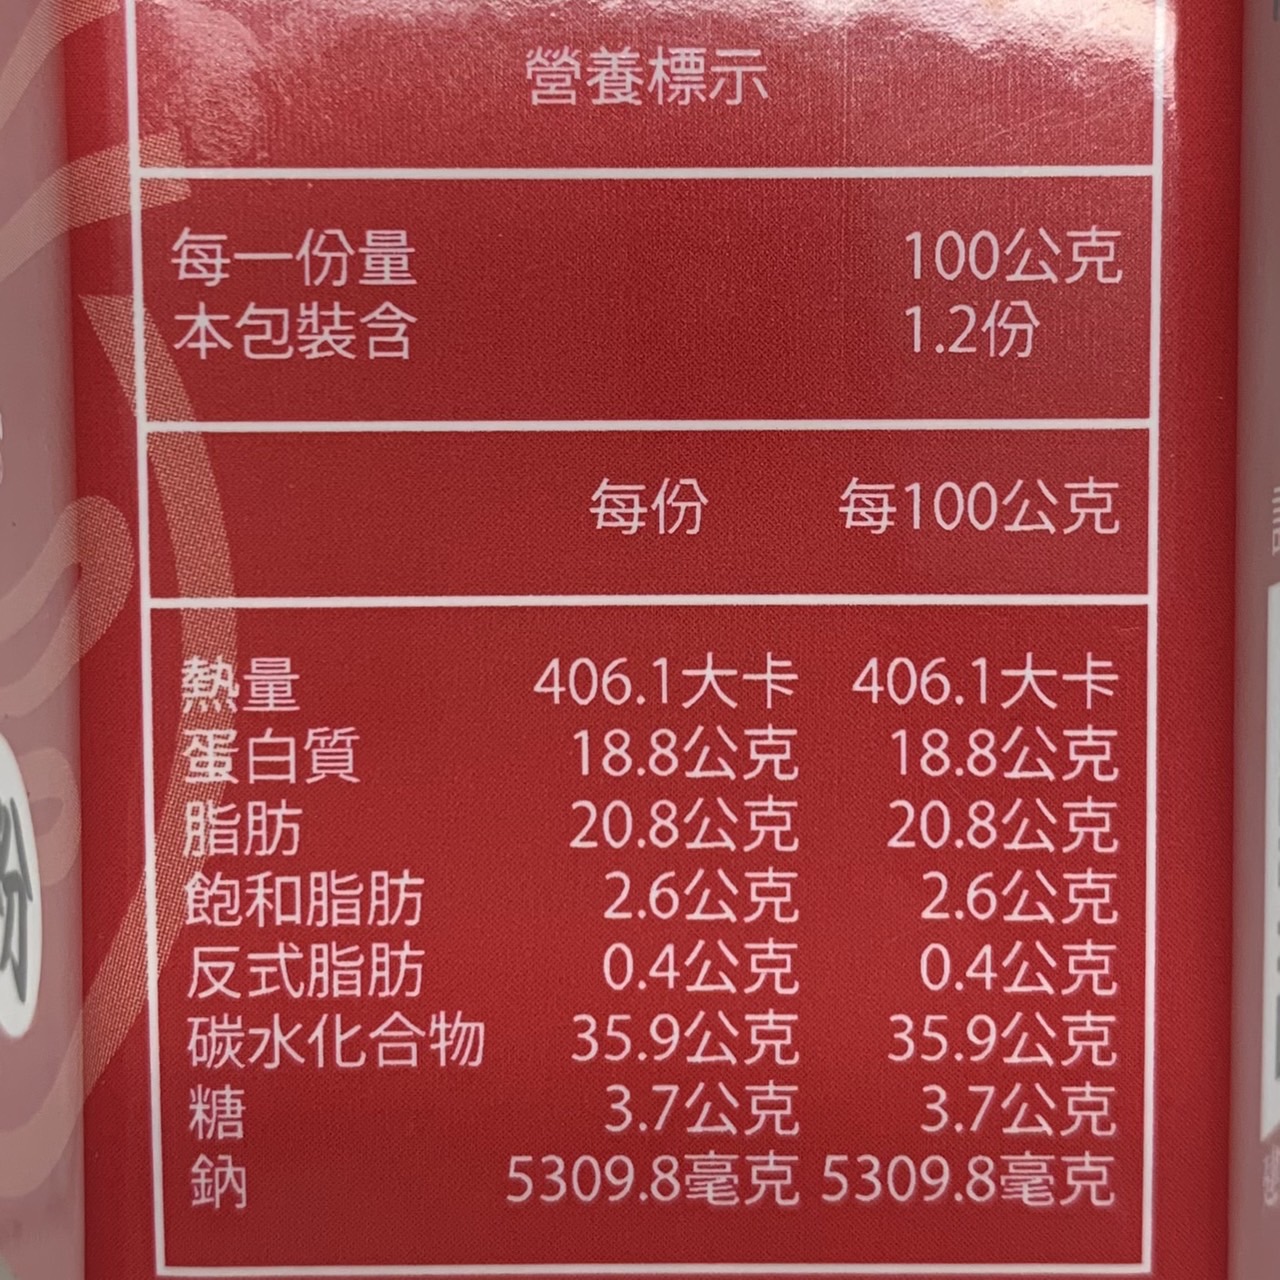 營養標示
每一份量 100公克
本包裝含 1.2份
每份 每100公克
熱量 406.1大卡 406.1大卡
蛋白質 18.8公克 18.8公克
脂肪 20.8公克 20.8公克
飽和脂肪 2.6公克 2.6公克
反式脂肪 0.4公克 0.4公克
碳水化合物 35.9公克 35.9公克
糖 3.7公克 3.7公克
鈉 5309.8毫克 5309.8毫克
粉